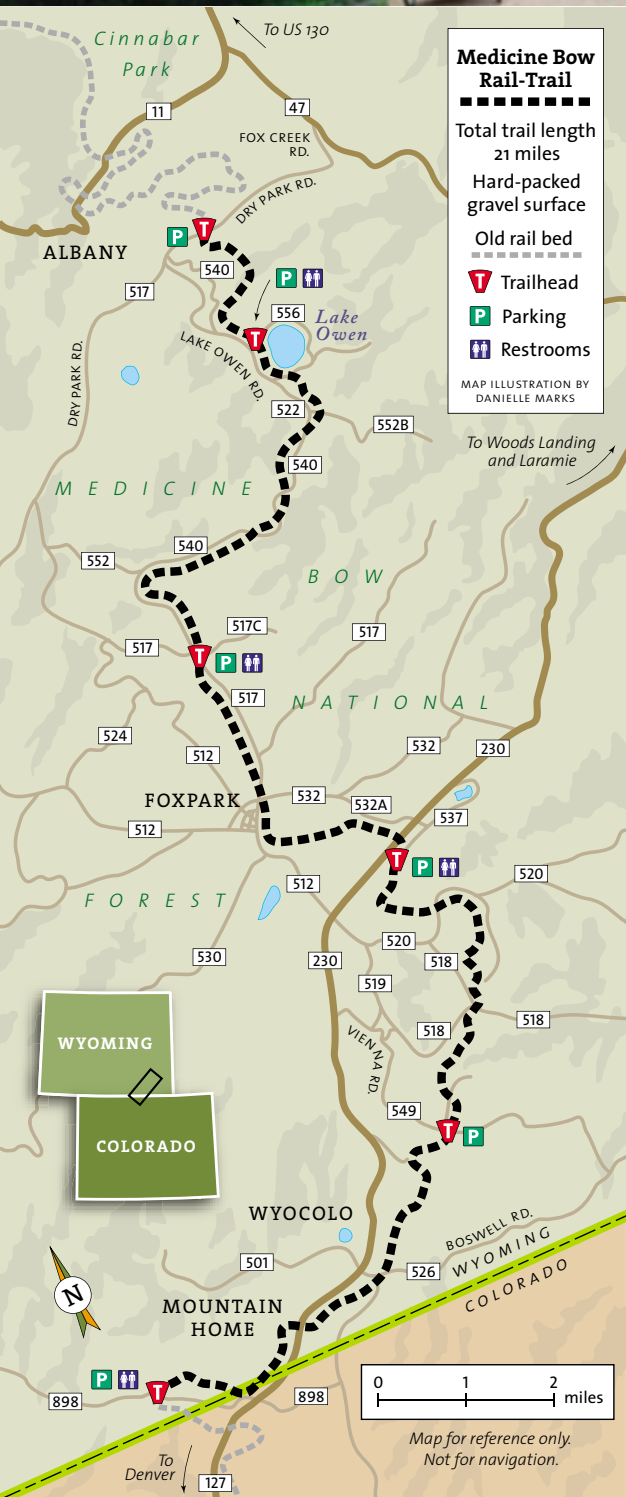 Cinnabar
Park
To US 130
11
47
FOX CREEK
RD.
DRY PARK RD.
Medicine Bow
Rail-Trail
Total trail length
21 miles
Hard-packed
gravel surface
Old rail bed
T Trailhead
P Parking
Restrooms
MAP ILLUSTRATION BY
DANIELLE MARKS
P
T
ALBANY
540
517
P
556
Lake
Owen
T
LAKE OWEN RD.
DRY PARK RD.
522
552B
To Woods Landing
and Laramie
540
MEDICINE
540
552
BOW
517C
517
517
T
P
517
NATIONAL
524
512
532
230
FOXPARK
532
532A
537
512
T
P
512
520
FOREST
520
530
230
518
519
WYOMING
518
518
VIENNA RD.
COLORADO
549
T
P
WYOCOLO
BOSWELL RD.
WYOMING
501
526
COLORADO
N
MOUNTAIN
HOME
P
T
898
898
0 1 2 miles
Map for reference only.
Not for navigation.
To
Denver
127